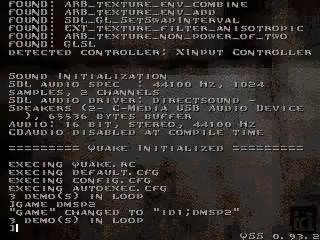 FOUND: ARB_TEXTURE_ENV_COMBINE
FOUND: ARB_TEXTURE_ENV_ADD
FOUND: SDL_GL_SetSwapInterval
FOUND: EXT_texture_filter_anisotropic
FOUND: ARB_texture_non_power_of_two
FOUND: GLSL
detected controller: XInput Controller
Sound Initialization
SDL audio spec : 44100 Hz, 1024
samples, 2 channels
SDL audio driver: directsound -
Speakers (2- C-Media USB Audio Device
), 65536 bytes buffer
Audio: 16 bit, stereo, 44100 Hz
CDAudio disabled at compile time
========= Quake Initialized =========
execing quake.rc
execing default.cfg
execing config.cfg
execing autoexec.cfg
3 demo(s) in loop
]game dmsp2
"game" changed to "id1;dmsp2"
3 demo(s) in loop
]
QSS 0.93.2